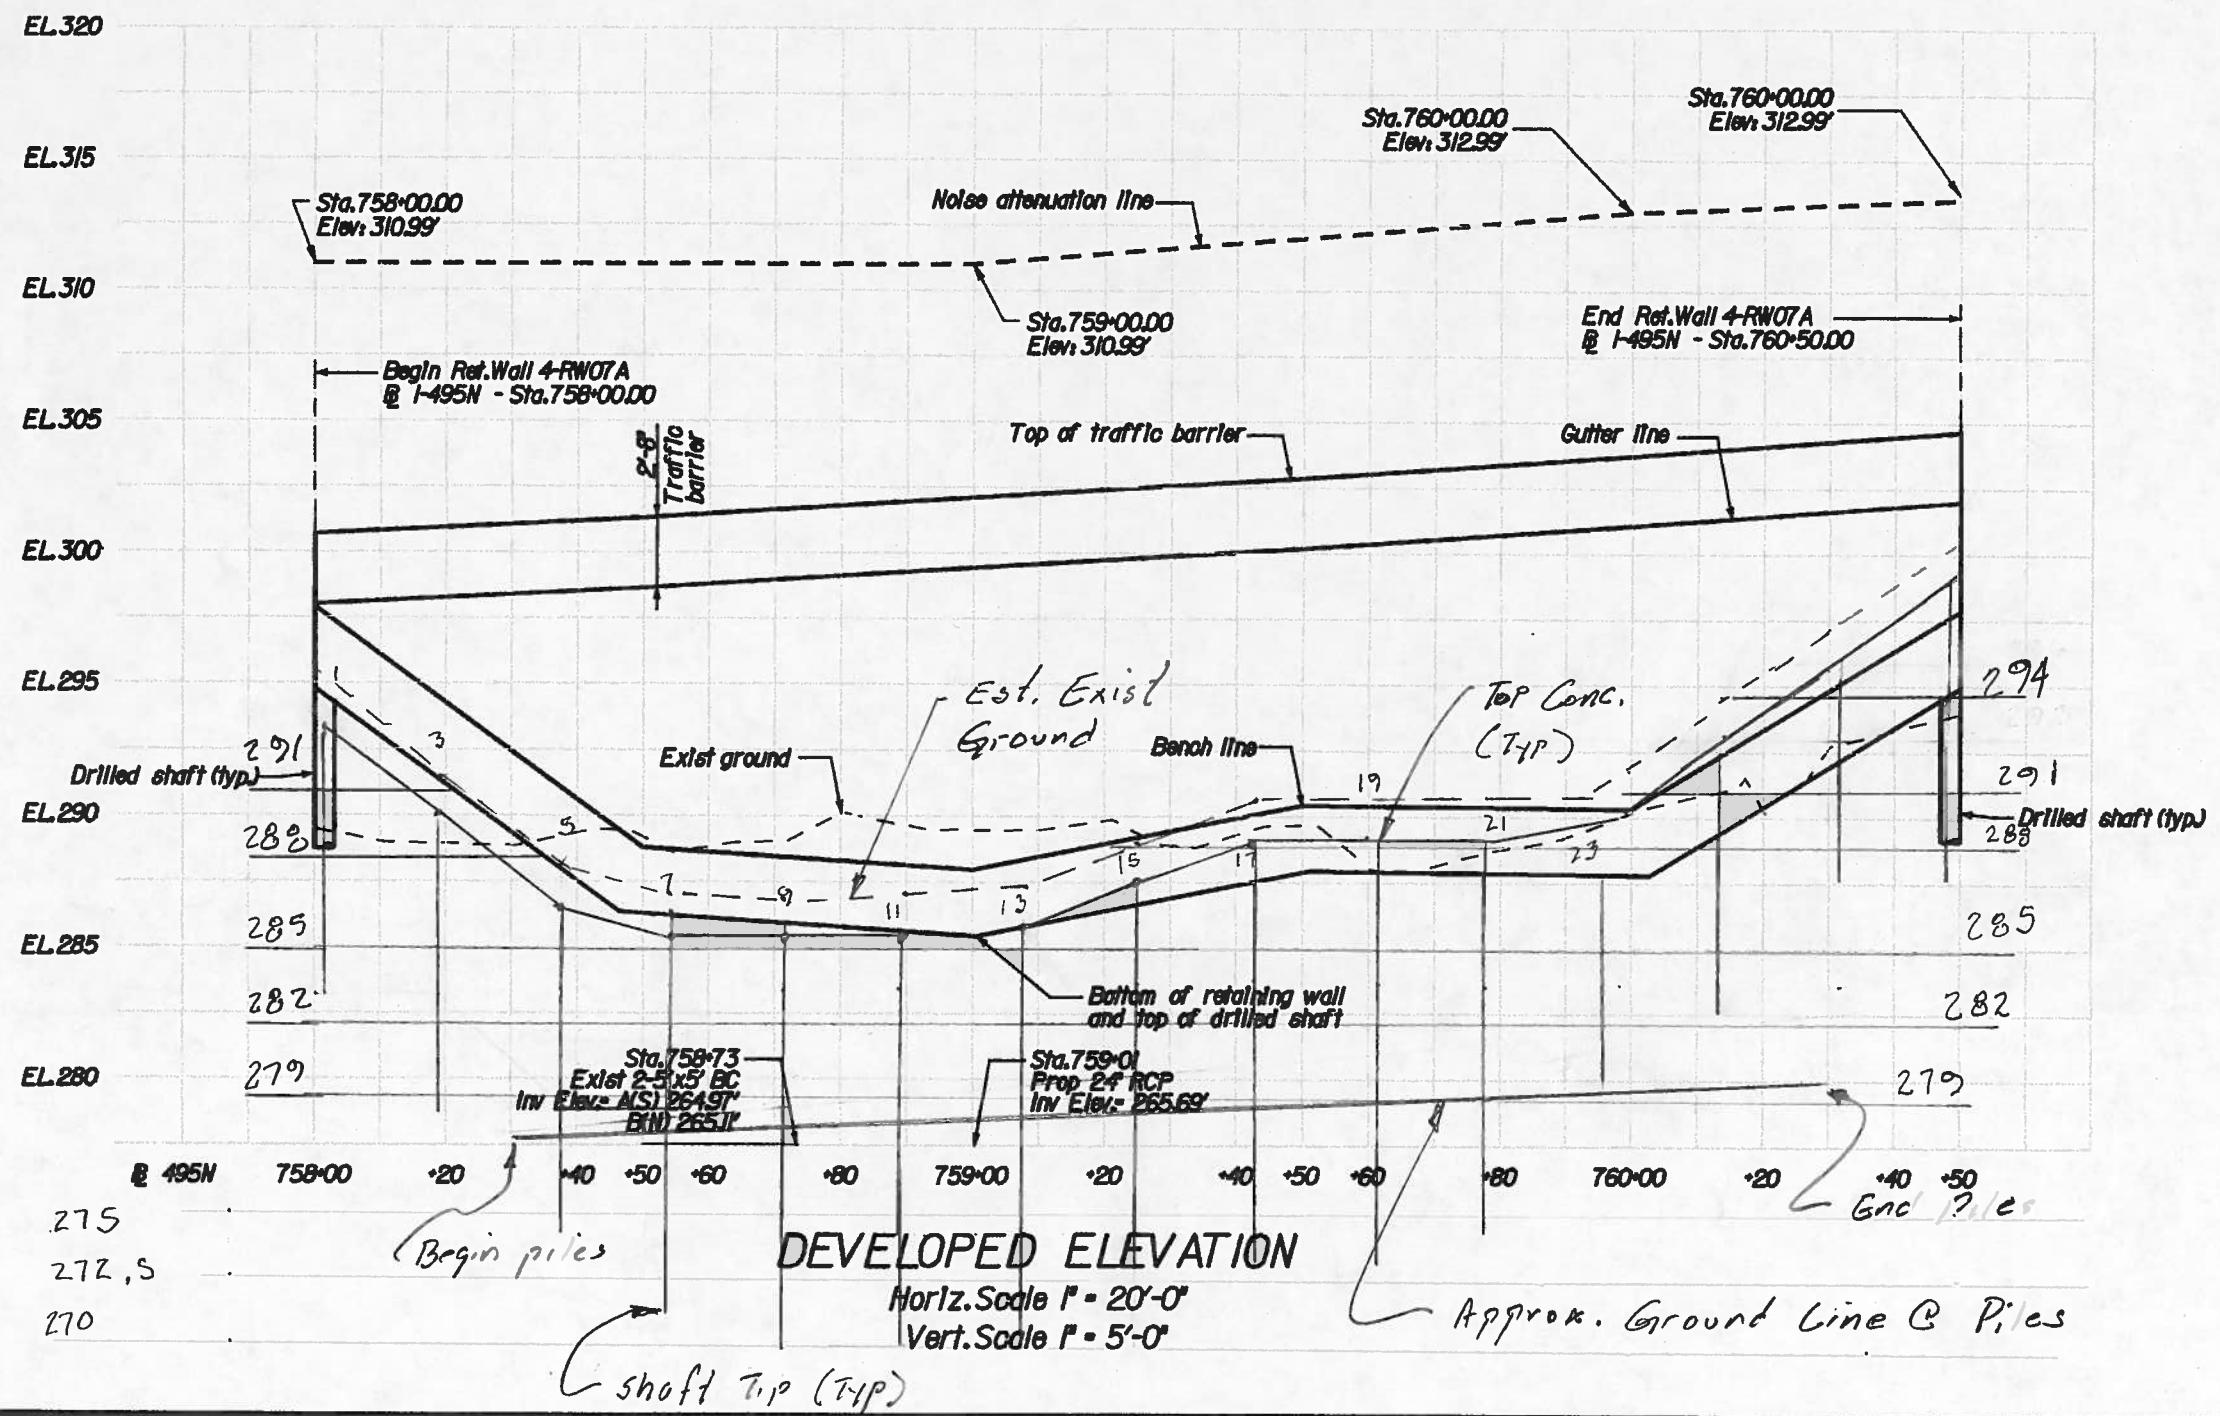 EL.320
EL.315
EL.310
EL.305
EL.300
EL.295
EL.290
EL.285
EL.280
Sta.760+00.00
Elev: 312.99'
Sta.760+00.00
Elev: 312.99'
Sta.758+00.00
Elev: 310.99'
Noise attenuation line
Sta.759+00.00
Elev: 310.99'
End Ret.Wall 4-RW07A
I-495N - Sta.760+50.00
Begin Ret.Wall 4-RW07A
I-495N - Sta.758+00.00
2'-8"
Traffic
barrier
Top of traffic barrier
Gutter line
Est. Exist
Ground
Top Conc.
(Typ)
294
291
Drilled shaft (typ.)
Exist ground
Bench line
291
Drilled shaft (typ.)
288
288
1
3
5
7
9
11
13
15
17
19
21
23
285
285
282
282
279
279
Bottom of retaining wall
and top of drilled shaft
Sta.758+73
Exist 2-5'x5' BC
Inv Elev.= A(S) 264.97'
B(N) 265.11'
Sta.759+01
Prop 24" RCP
Inv Elev.= 265.69'
495N 758+00 +20 +40 +50 +60 +80 759+00 +20 +40 +50 +60 +80 760+00 +20 +40 +50
275
272.5
270
Begin piles
End Piles
DEVELOPED ELEVATION
Horiz.Scale 1" = 20'-0"
Vert.Scale 1" = 5'-0"
Approx. Ground Line @ Piles
Shaft Tip (Typ)